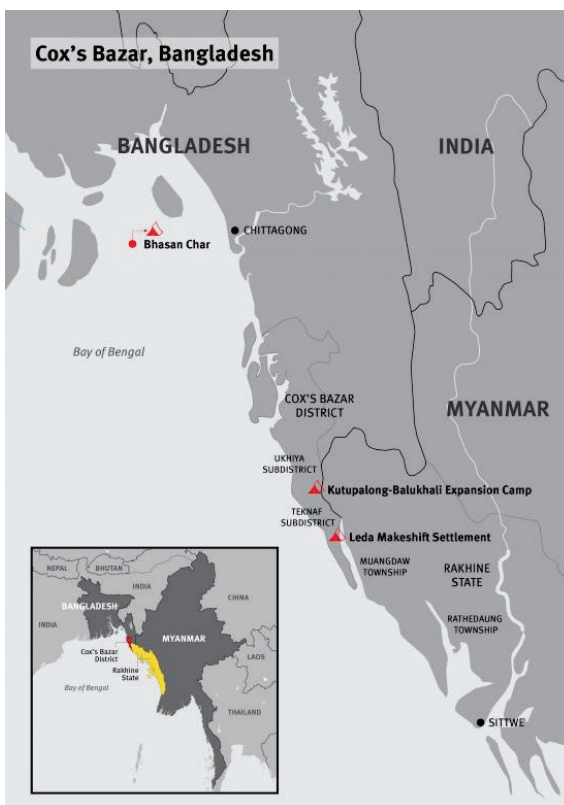 Cox's Bazar, Bangladesh
BANGLADESH
INDIA
CHITTAGONG
Bhasan Char
Bay of Bengal
COX'S BAZAR
DISTRICT
MYANMAR
UKHIYA
SUBDISTRICT
Kutupalong-Balukhali Expansion Camp
TEKNAF
SUBDISTRICT
Leda Makeshift Settlement
MUANGDAW
TOWNSHIP
RAKHINE
STATE
RATHEDAUNG
TOWNSHIP
SITTWE
NEPAL
BHUTAN
INDIA
CHINA
BANGLADESH
INDIA
MYANMAR
Cox's Bazar
District
Rakhine
State
LAOS
Bay of Bengal
THAILAND